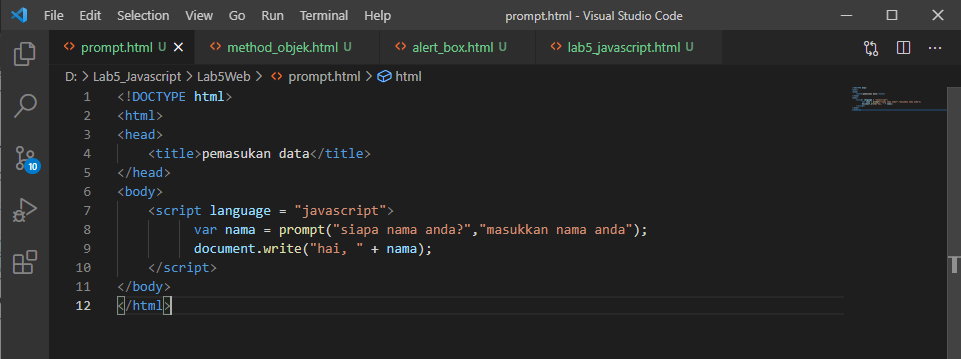 File Edit Selection View Go Run Terminal Help prompt.html - Visual Studio Code
prompt.html U method_objek.html U alert_box.html U lab5_javascript.html U
D: > Lab5_Javascript > Lab5Web > prompt.html > html
1 <!DOCTYPE html>
2 <html>
3 <head>
4 <title>pemasukan data</title>
5 </head>
6 <body>
7 <script language = "javascript">
8 var nama = prompt("siapa nama anda?","masukkan nama anda");
9 document.write("hai, " + nama);
10 </script>
11 </body>
12 </html>
10